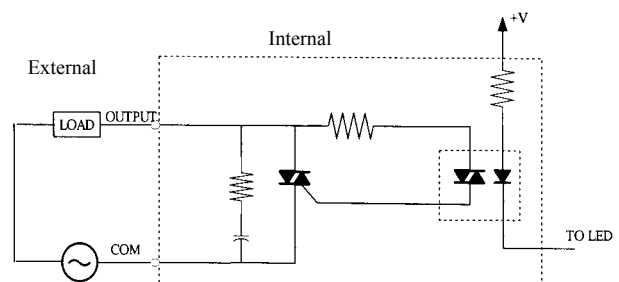 +V
Internal
External
OUTPUT
LOAD
COM
TO LED